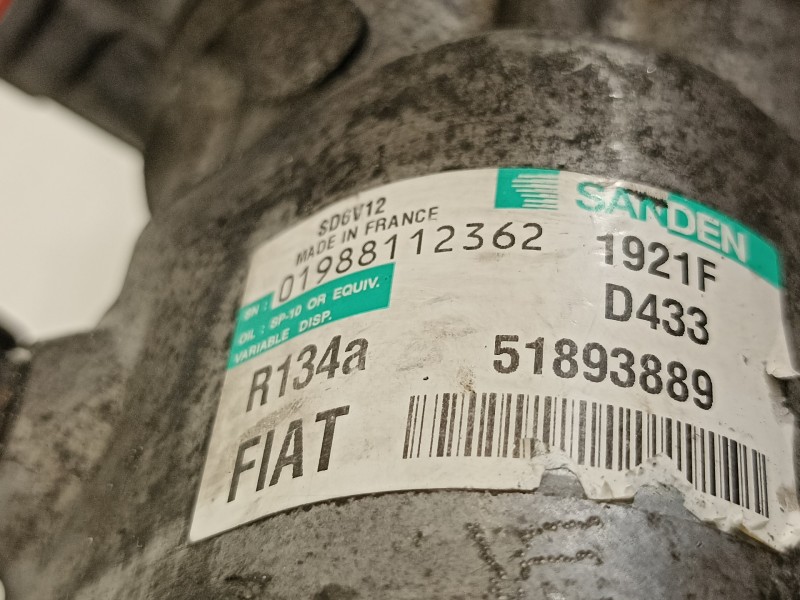 SANDEN
SD6V12
MADE IN FRANCE
1921F
SN: 01988112362
D433
OIL: SP-10 OR EQUIV.
VARIABLE DISP.
R134a
51893889
FIAT